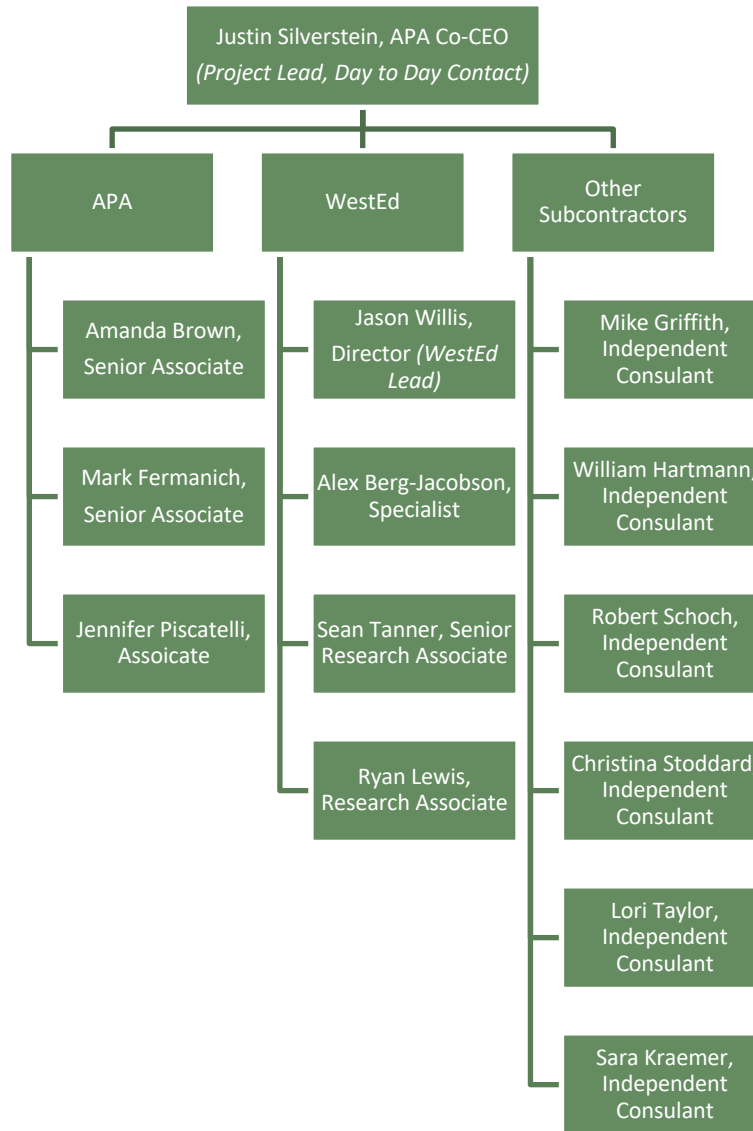 Justin Silverstein, APA Co-CEO
(Project Lead, Day to Day Contact)
APA
WestEd
Other
Subcontractors
Amanda Brown,
Senior Associate
Mark Fermanich,
Senior Associate
Jennifer Piscatelli,
Assoicate
Jason Willis,
Director (WestEd
Lead)
Alex Berg-Jacobson,
Specialist
Sean Tanner, Senior
Research Associate
Ryan Lewis,
Research Associate
Mike Griffith,
Independent
Consulant
William Hartmann,
Independent
Consulant
Robert Schoch,
Independent
Consulant
Christina Stoddard
Independent
Consulant
Lori Taylor,
Independent
Consulant
Sara Kraemer,
Independent
Consulant